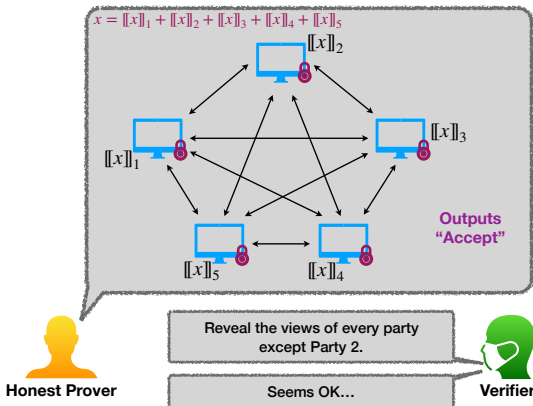 x = [[x]]₁ + [[x]]₂ + [[x]]₃ + [[x]]₄ + [[x]]₅
[[x]]₂
[[x]]₁
[[x]]₃
[[x]]₅
[[x]]₄
Outputs
“Accept”
Reveal the views of every party
except Party 2.
Honest Prover
Seems OK…
Verifier